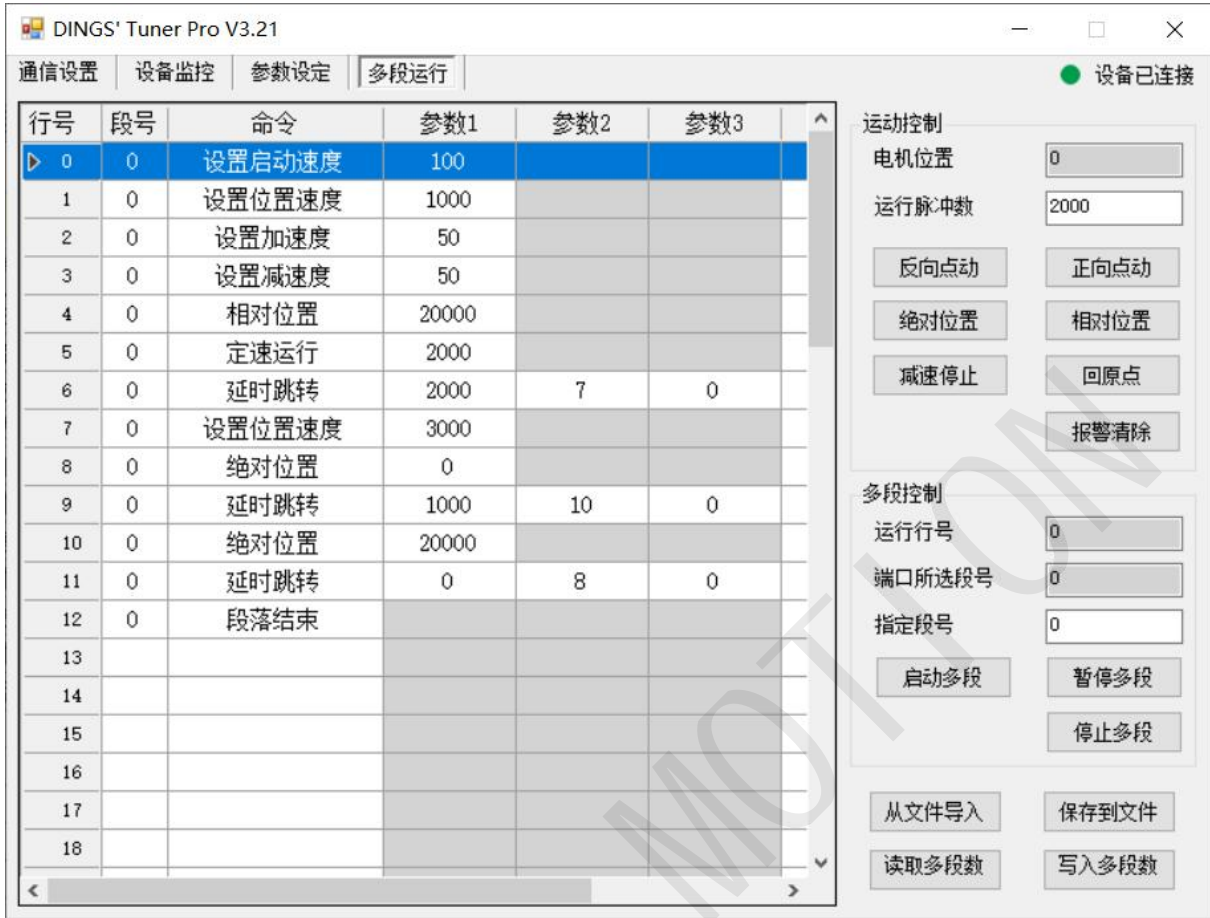 DINGS' Tuner Pro V3.21
通信设置 设备监控 参数设定 多段运行 设备已连接
行号 段号 命令 参数1 参数2 参数3
0 0 设置启动速度 100
1 0 设置位置速度 1000
2 0 设置加速度 50
3 0 设置减速度 50
4 0 相对位置 20000
5 0 定速运行 2000
6 0 延时跳转 2000 7 0
7 0 设置位置速度 3000
8 0 绝对位置 0
9 0 延时跳转 1000 10 0
10 0 绝对位置 20000
11 0 延时跳转 0 8 0
12 0 段落结束
13
14
15
16
17
18
运动控制
电机位置 0
运行脉冲数 2000
反向点动 正向点动
绝对位置 相对位置
减速停止 回原点
报警清除
多段控制
运行行号 0
端口所选段号 0
指定段号 0
启动多段 暂停多段
停止多段
从文件导入 保存到文件
读取多段数 写入多段数
MOTION